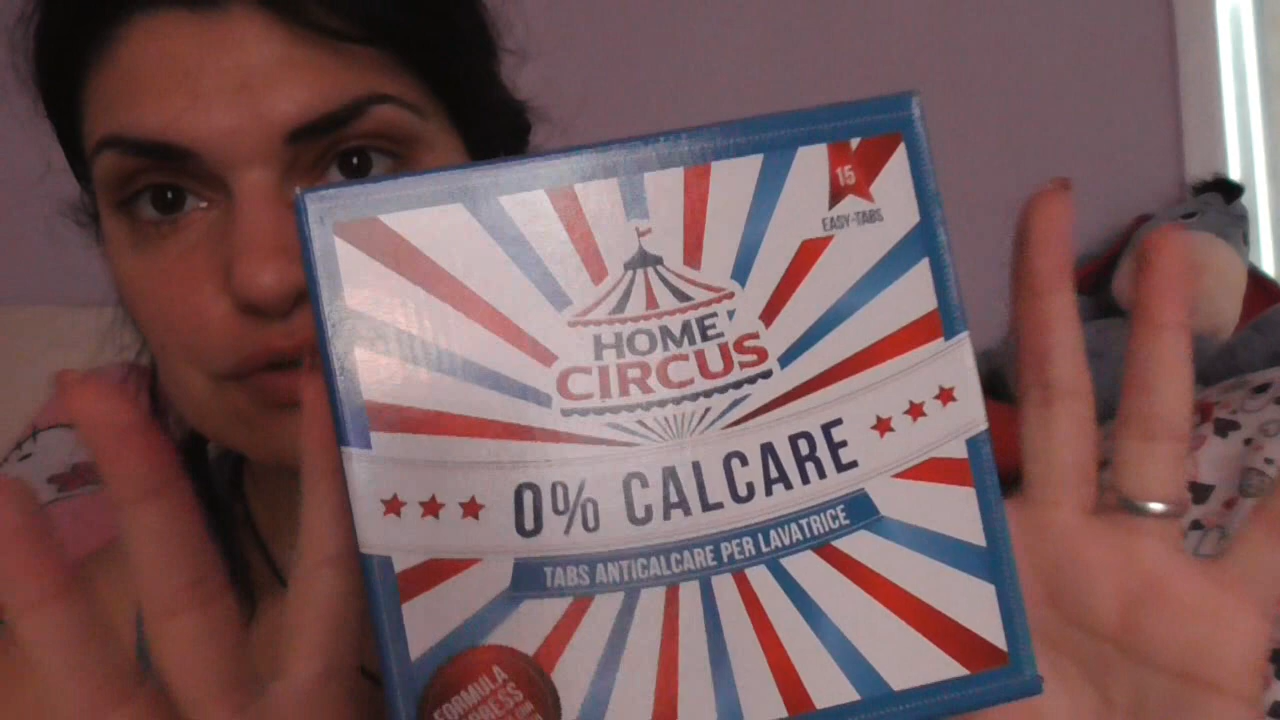 15
EASY-TABS
HOME
CIRCUS
0% CALCARE
TABS ANTICALCARE PER LAVATRICE
FORMULA